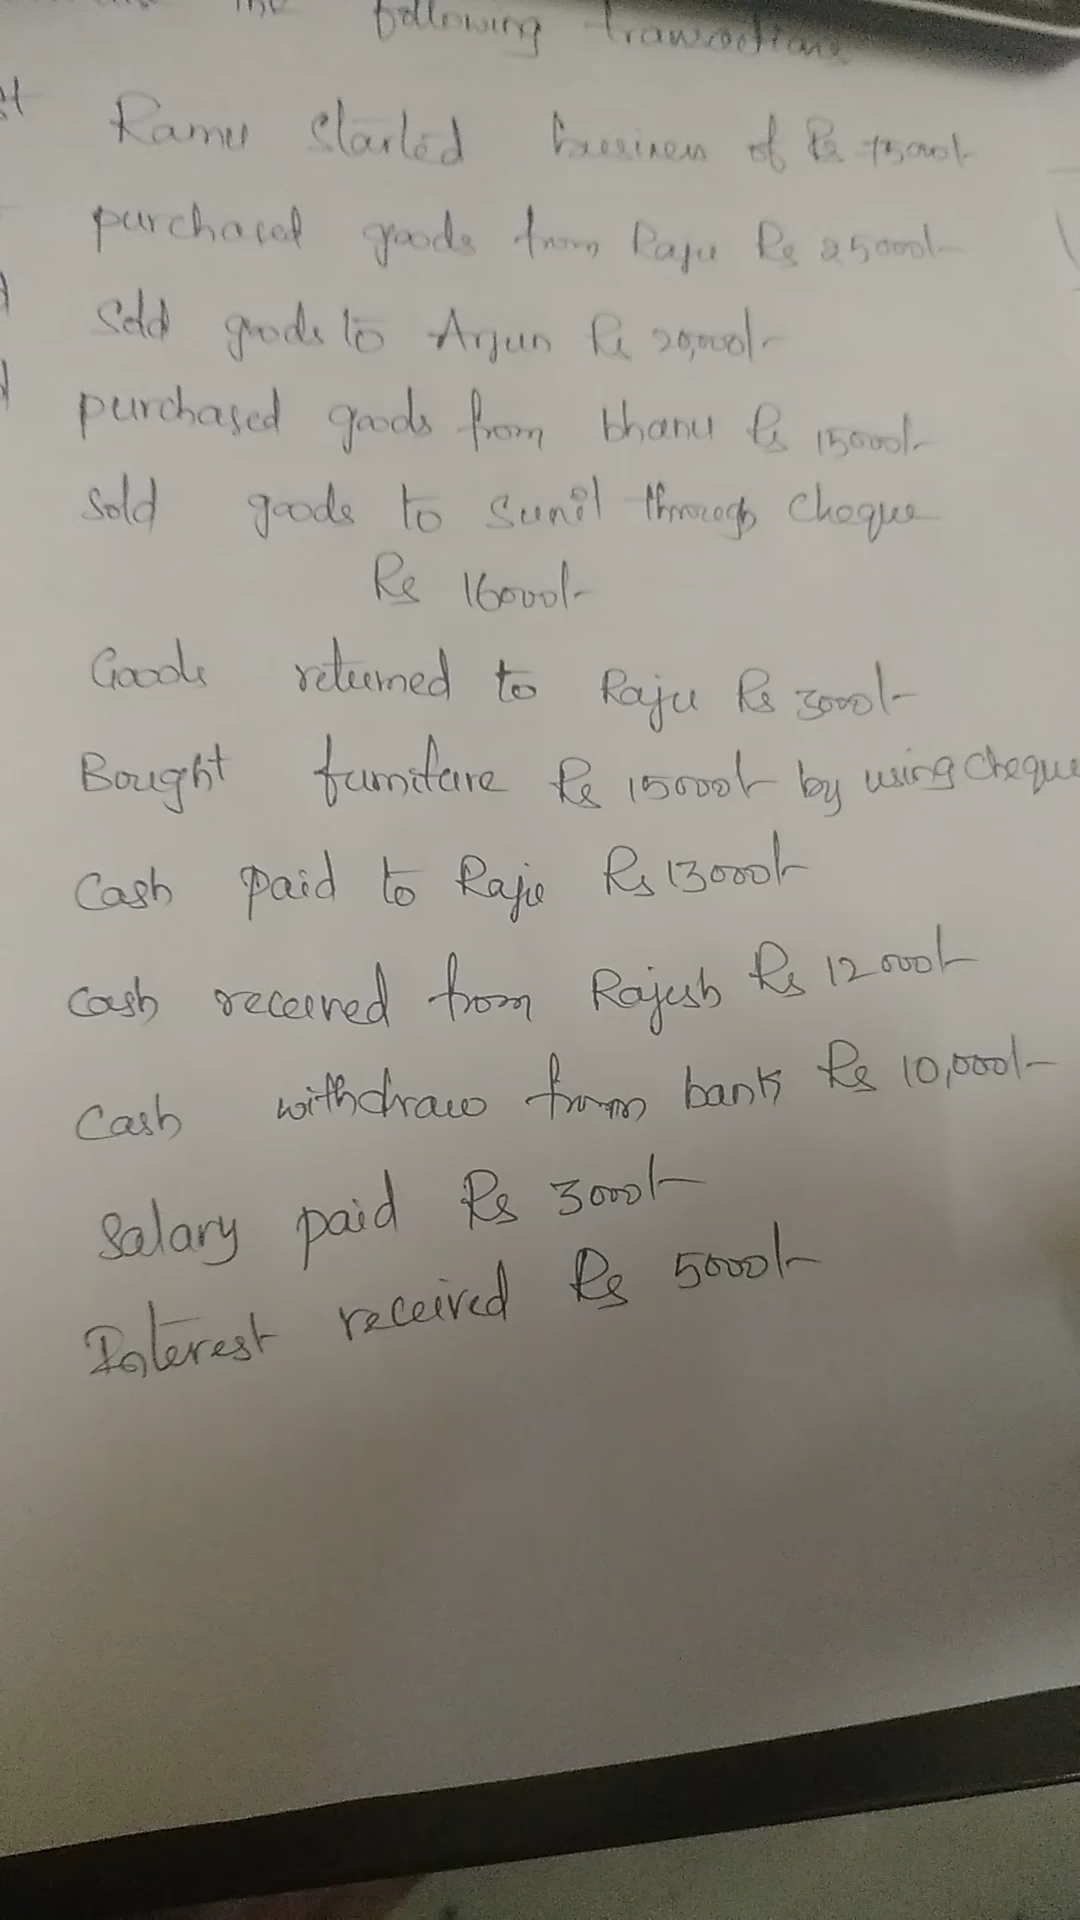 the following transactions
st Ramu started business of Rs 75000/-
purchased goods from Raju Rs 25000/-
Sold goods to Arjun Rs 20,000/-
purchased goods from bhanu Rs 15000/-
Sold goods to Sunil through cheque
Rs 16000/-
Goods returned to Raju Rs 3000/-
Bought furniture Rs 15000/- by using cheque
Cash paid to Raju Rs 13000/-
Cash received from Rajesh Rs 12000/-
Cash withdraw from bank Rs 10,000/-
Salary paid Rs 3000/-
Interest received Rs 5000/-